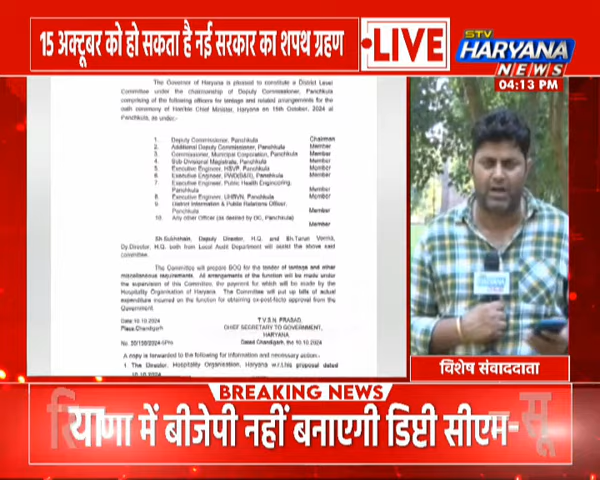 15 अक्टूबर को हो सकता है नई सरकार का शपथ ग्रहण
LIVE
STV
HARYANA
NEWS
04:13 PM
The Governor of Haryana is pleased to constitute a District Level
Committee under the chairmanship of Deputy Commissioner, Panchkula
comprising of the following officers for tentage and related arrangements for the
oath ceremony of Hon'ble Chief Minister, Haryana on 15th October, 2024 at
Panchkula, as under:-
1. Deputy Commissioner, Panchkula Chairman
2. Additional Deputy Commissioner, Panchkula Member
3. Commissioner, Municipal Corporation, Panchkula Member
4. Sub Divisional Magistrate, Panchkula Member
5. Executive Engineer, HSVP, Panchkula Member
6. Executive Engineer, PWD(B&R), Panchkula Member
7. Executive Engineer, Public Health Engineering,
Panchkula Member
8. Executive Engineer, UHBVN, Panchkula Member
9. District Information & Public Relations Officer,
Panchkula Member
10. Any other Officer (as desired by DC, Panchkula)
Member
Sh.Sukhchain, Deputy Director, H.Q. and Sh.Tarun Verma,
Dy.Director, H.Q. both from Local Audit Department will assist the above said
committee.
The Committee will prepare BOQ for the tender of tentage and other
miscellaneous requirements. All arrangements of the function will be made under
the supervision of this Committee, the payment for which will be made by the
Hospitality Organisation of Haryana. The Committee will put up bills of actual
expenditure incurred on the function for obtaining ex-post-facto approval from the
Government.
Date:10.10.2024 T.V.S.N. PRASAD,
Place:Chandigarh CHIEF SECRETARY TO GOVERNMENT,
HARYANA
Dated Chandigarh, the 10.10.2024
A copy is forwarded to the following for information and necessary action:-
1 The Director, Hospitality Organisation, Haryana w.r.t.his proposal dated
10.10.2024
विशेष संवाददाता
BREAKING NEWS
याणा में बीजेपी नहीं बनाएगी डिप्टी सीएम- सू